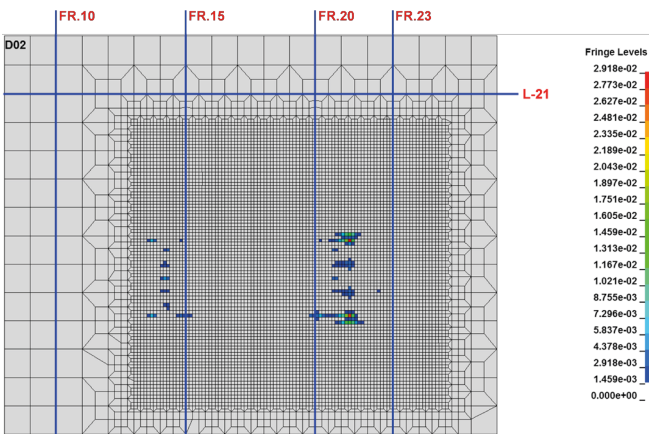 FR.10
FR.15
FR.20
FR.23
D02
L-21
Fringe Levels
2.918e-02
2.773e-02
2.627e-02
2.481e-02
2.335e-02
2.189e-02
2.043e-02
1.897e-02
1.751e-02
1.605e-02
1.459e-02
1.313e-02
1.167e-02
1.021e-02
8.755e-03
7.296e-03
5.837e-03
4.378e-03
2.918e-03
1.459e-03
0.000e+00